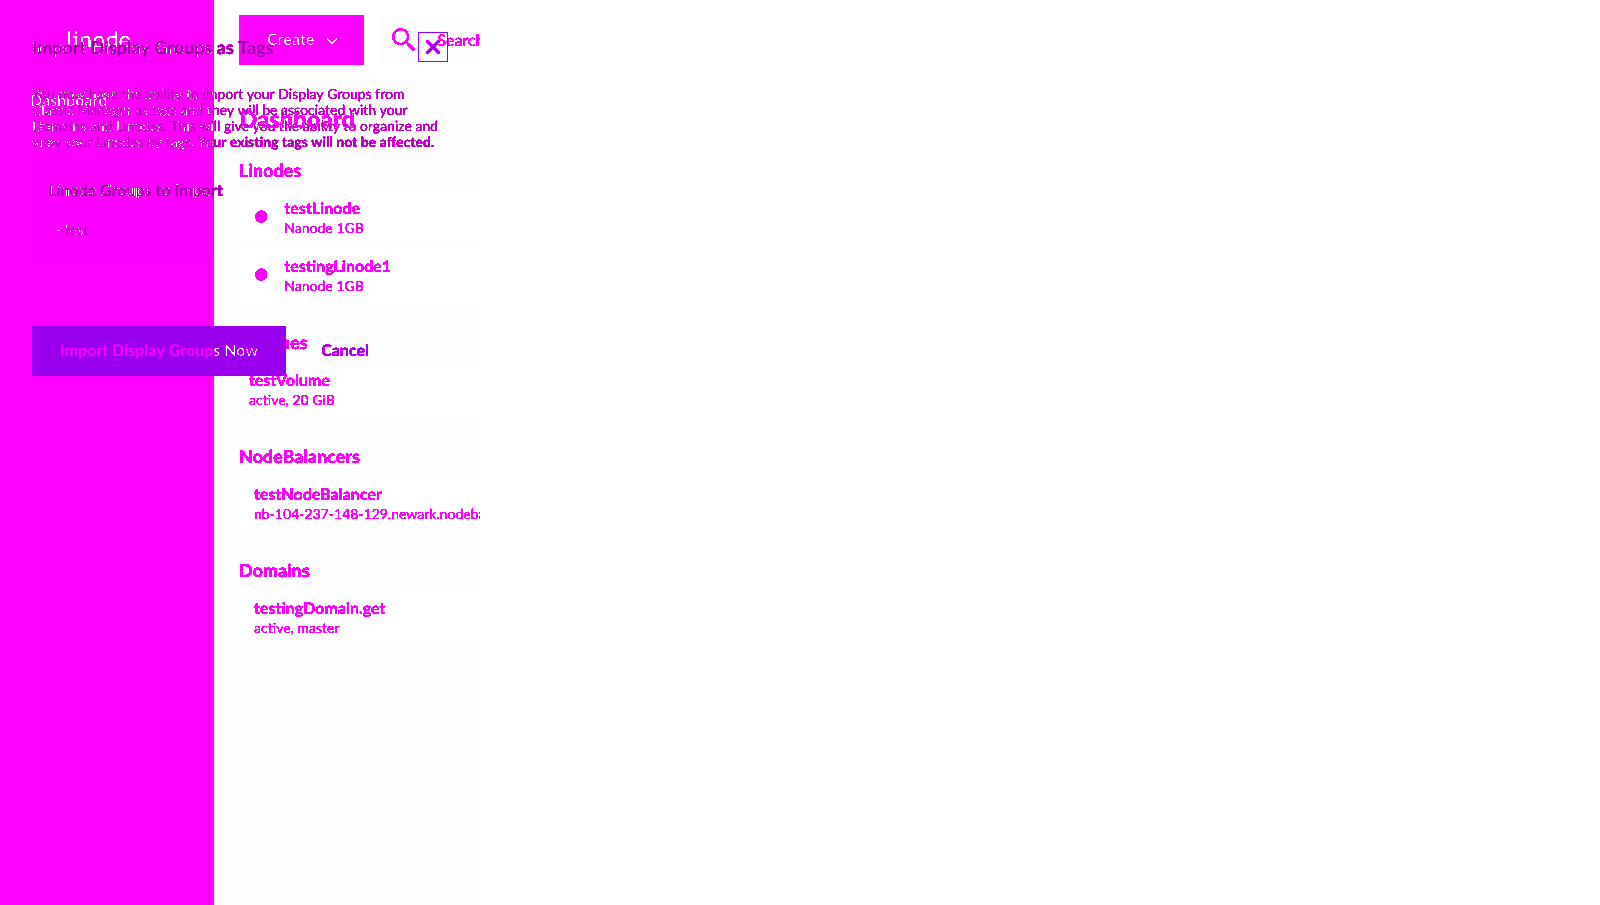 linode
Create
Search
Import Display Groups as Tags
Dashboard
You now have the ability to import your Display Groups from
Classic Manager as tags and they will be associated with your
Domains and Linodes. This will give you the ability to organize and
view your Linodes by tags. Your existing tags will not be affected.
Dashboard
Linodes
Linode Groups to Import
- test
testLinode
Nanode 1GB
testingLinode1
Nanode 1GB
Import Display Groups Now
Cancel
testVolume
active, 20 GiB
NodeBalancers
testNodeBalancer
nb-104-237-148-129.newark.nodeba
Domains
testingDomain.get
active, master